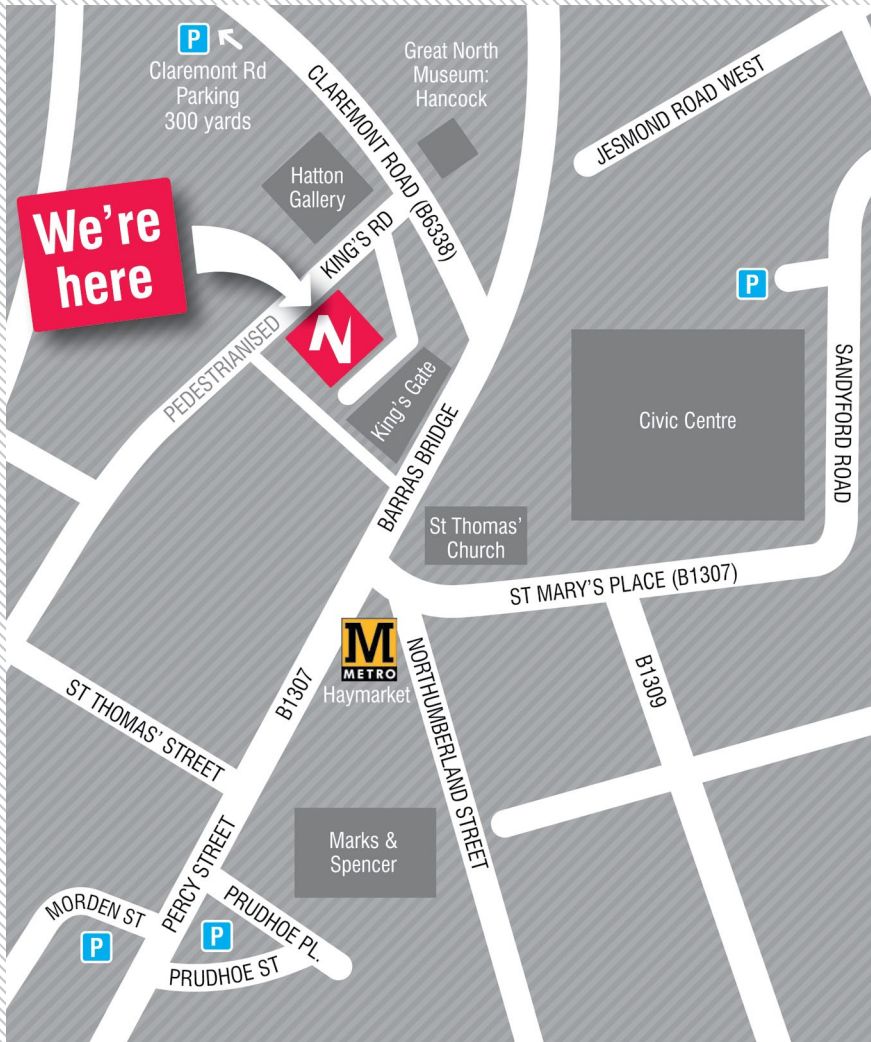 P
Claremont Rd
Parking
300 yards
Great North
Museum:
Hancock
CLAREMONT ROAD (B6338)
JESMOND ROAD WEST
Hatton
Gallery
We're
here
KING'S RD
N
PEDESTRIANISED
King's Gate
BARRAS BRIDGE
P
Civic Centre
SANDYFORD ROAD
St Thomas'
Church
ST MARY'S PLACE (B1307)
M
METRO
Haymarket
B1307
NORTHUMBERLAND STREET
B1309
ST THOMAS' STREET
Marks &
Spencer
PERCY STREET
MORDEN ST
P
P
PRUDHOE PL.
PRUDHOE ST